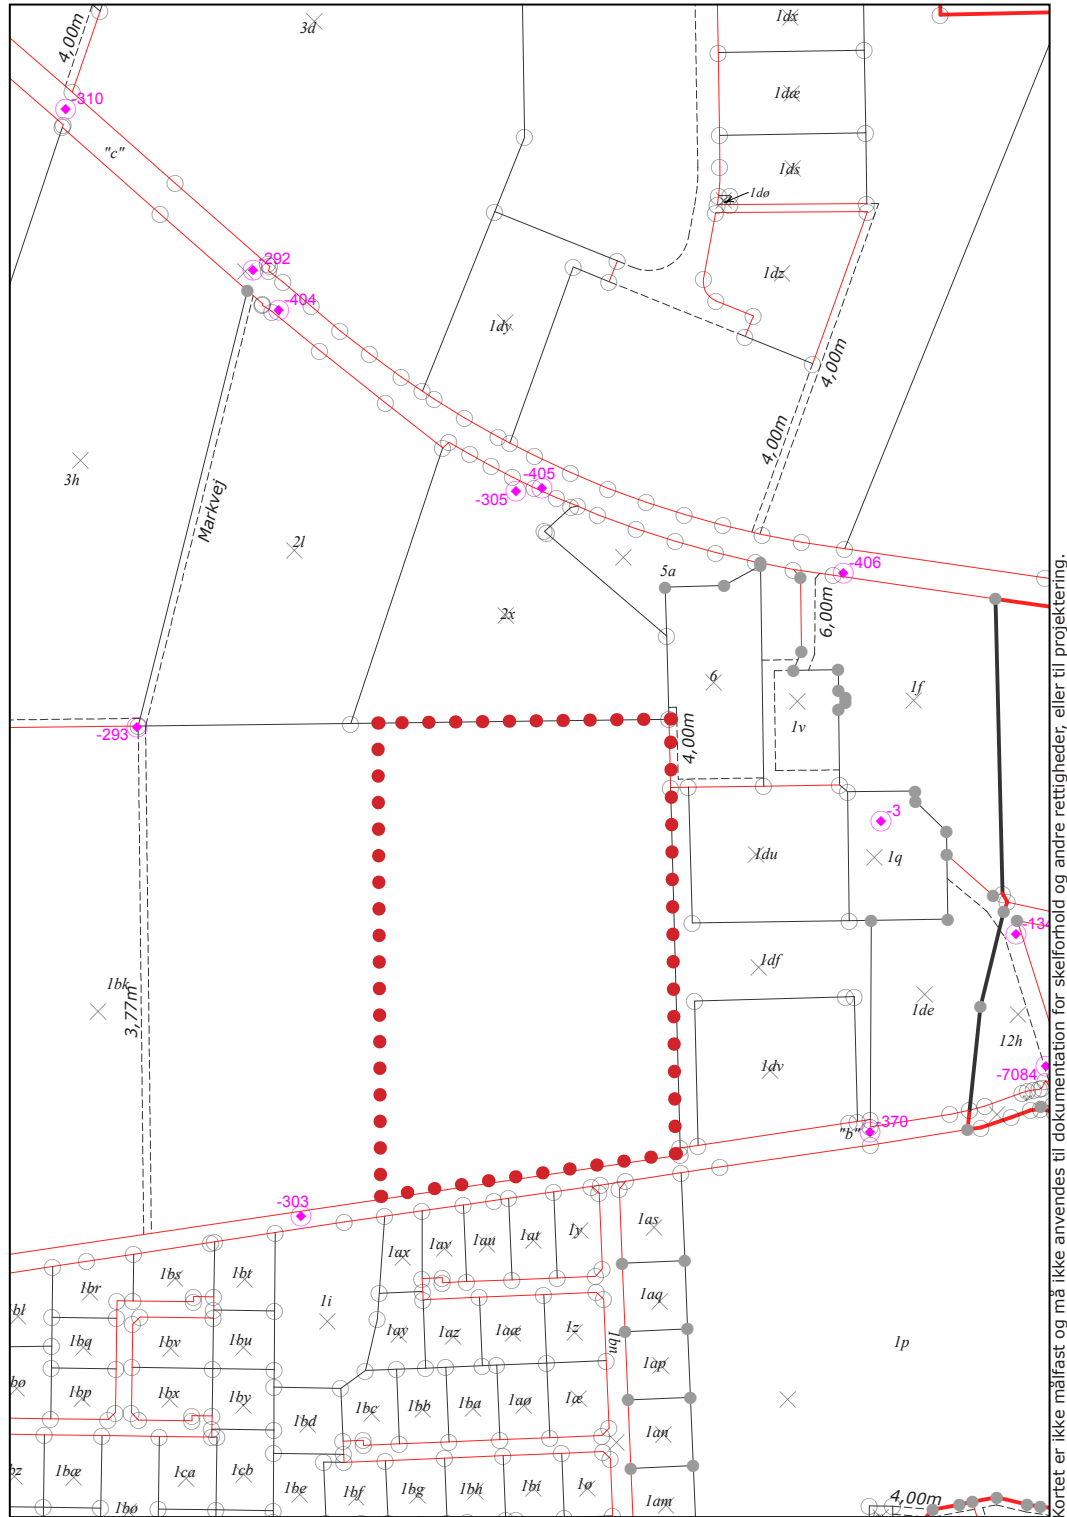 3d
1dx
4,00m
-310
1dæ
"c"
1ds
1dø
-292
1dz
-404
1dy
4,00m
4,00m
3h
-405
-305
Markvej
2l
5a
-406
6,00m
2x
6
1f
1v
-293
4,00m
-3
1du
1q
-134
1df
1bk
3,77m
1de
12h
1dv
-7084
"b"
-370
-303
1as
1y
1at
1au
1av
1ax
1bt
1bs
1br
1bl
1i
1aq
1z
1aæ
1az
1ay
1bu
1bv
1bq
1bn
1p
1ap
1bø
1bp
1bx
1by
1bd
1bc
1bb
1ba
1aø
1æ
1an
bz
1bæ
1ca
1cb
1be
1bf
1bg
1bh
1bi
1ø
1am
1bø
4,00m
Kortet er ikke målfast og må ikke anvendes til dokumentation for skelforhold og andre rettigheder, eller til projektering.